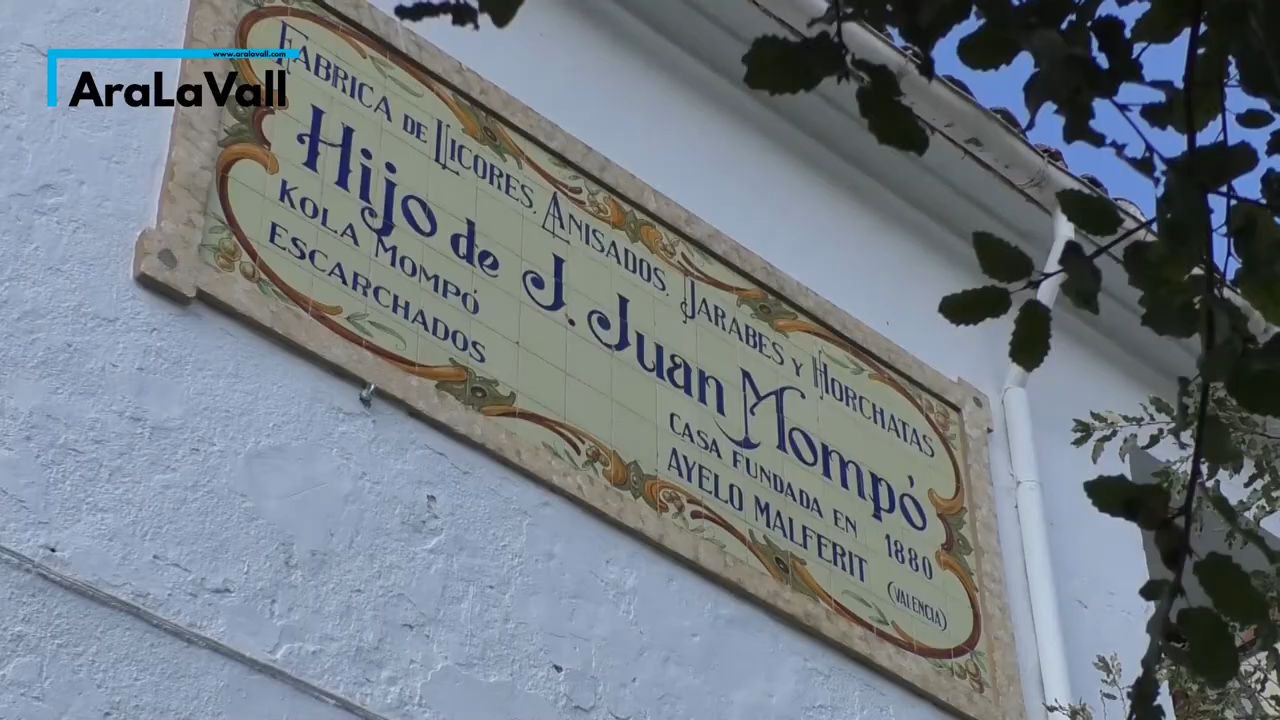 www.aralavall.com
AraLaVall
FABRICA DE LICORES, ANISADOS, JARABES Y HORCHATAS
Hijo de J. Juan Mompó
KOLA MOMPÓ
ESCARCHADOS
CASA FUNDADA EN 1880
AYELO MALFERIT (VALENCIA)